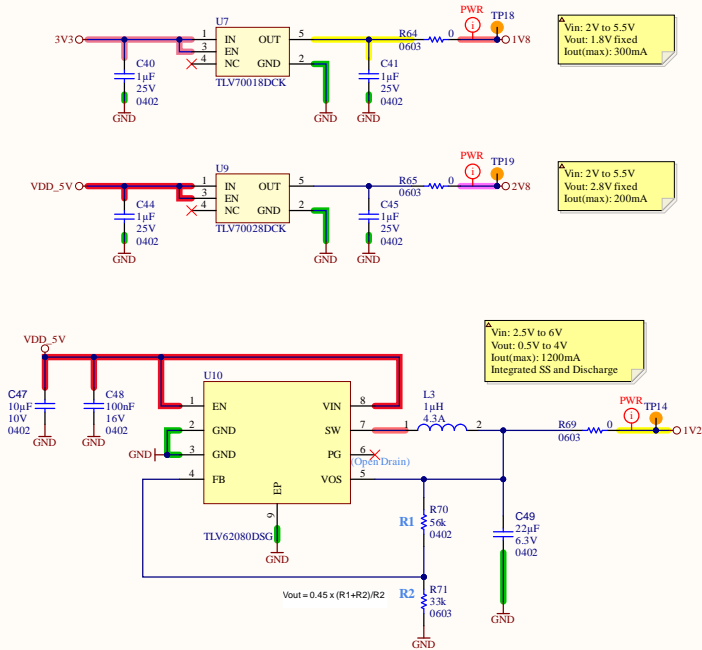 U7
3V3
1 IN OUT 5
3 EN
4 NC GND 2
TLV70018DCK
C40
1µF
25V
0402
GND
GND
C41
1µF
25V
0402
GND
R64 0
0603
PWR
i
TP18
1V8
Vin: 2V to 5.5V
Vout: 1.8V fixed
Iout(max): 300mA
U9
VDD_5V
1 IN OUT 5
3 EN
4 NC GND 2
TLV70028DCK
C44
1µF
25V
0402
GND
GND
C45
1µF
25V
0402
GND
R65 0
0603
PWR
i
TP19
2V8
Vin: 2V to 5.5V
Vout: 2.8V fixed
Iout(max): 200mA
Vin: 2.5V to 6V
Vout: 0.5V to 4V
Iout(max): 1200mA
Integrated SS and Discharge
VDD_5V
C47
10µF
10V
0402
GND
C48
100nF
16V
0402
GND
U10
1 EN VIN 8
2 GND SW 7
3 GND PG 6
4 FB VOS 5
EP
9
GND
(Open Drain)
TLV62080DSG
GND
L3
1µH
4.3A
1 2
R69 0
0603
PWR
i
TP14
1V2
R1
R70
56k
0402
C49
22µF
6.3V
0402
GND
Vout = 0.45 x (R1+R2)/R2
R2
R71
33k
0603
GND